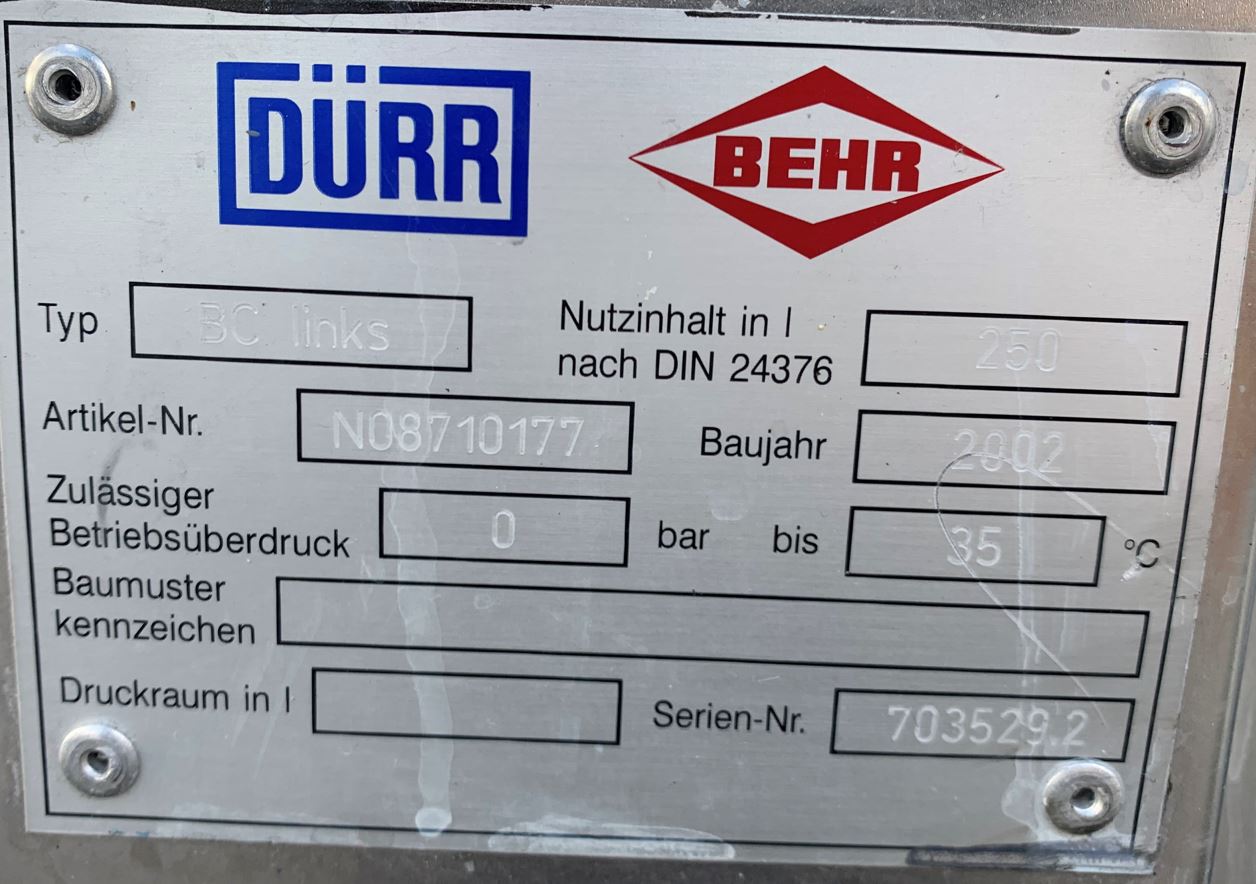 DÜRR BEHR
Typ BC links
Nutzinhalt in l
nach DIN 24376 250
Artikel-Nr. N08710177 Baujahr 2002
Zulässiger
Betriebsüberdruck 0 bar bis 35 °C
Baumuster
kennzeichen
Druckraum in l Serien-Nr. 703529.2